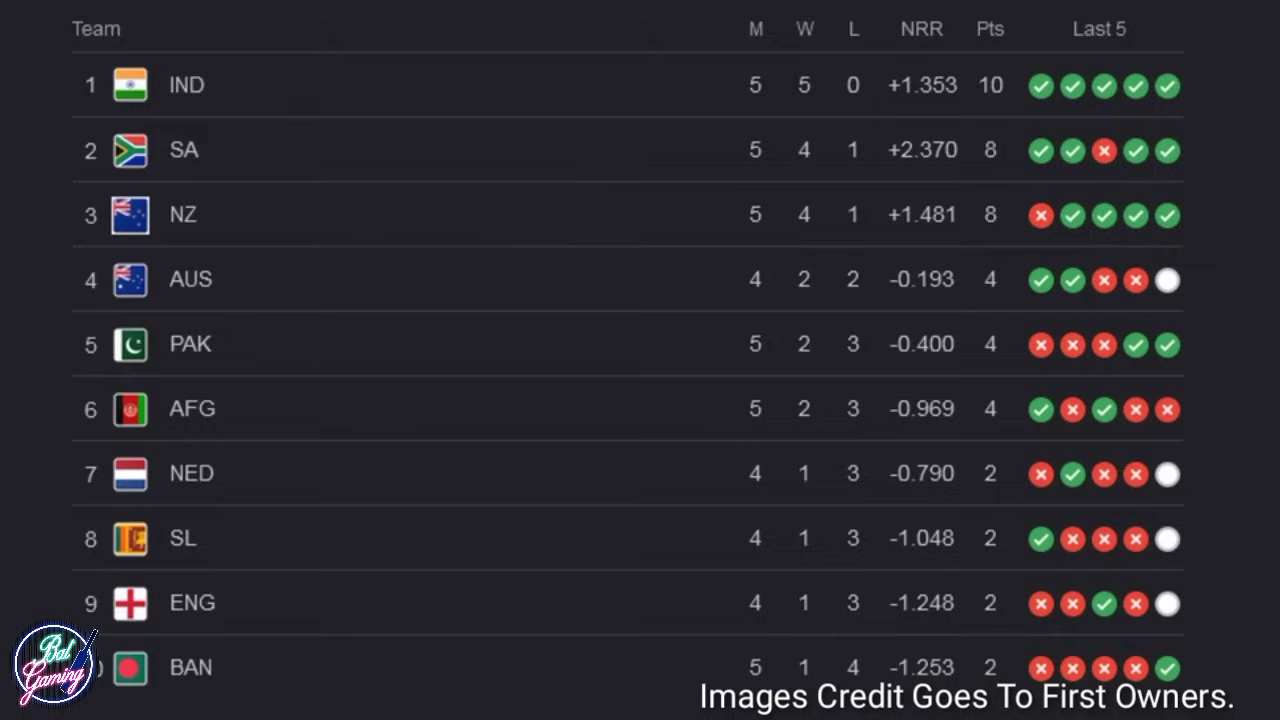 Team M W L NRR Pts Last 5
1 IND 5 5 0 +1.353 10
2 SA 5 4 1 +2.370 8
3 NZ 5 4 1 +1.481 8
4 AUS 4 2 2 -0.193 4
5 PAK 5 2 3 -0.400 4
6 AFG 5 2 3 -0.969 4
7 NED 4 1 3 -0.790 2
8 SL 4 1 3 -1.048 2
9 ENG 4 1 3 -1.248 2
BAN 5 1 4 -1.253 2
Bat
Gaming
Images Credit Goes To First Owners.